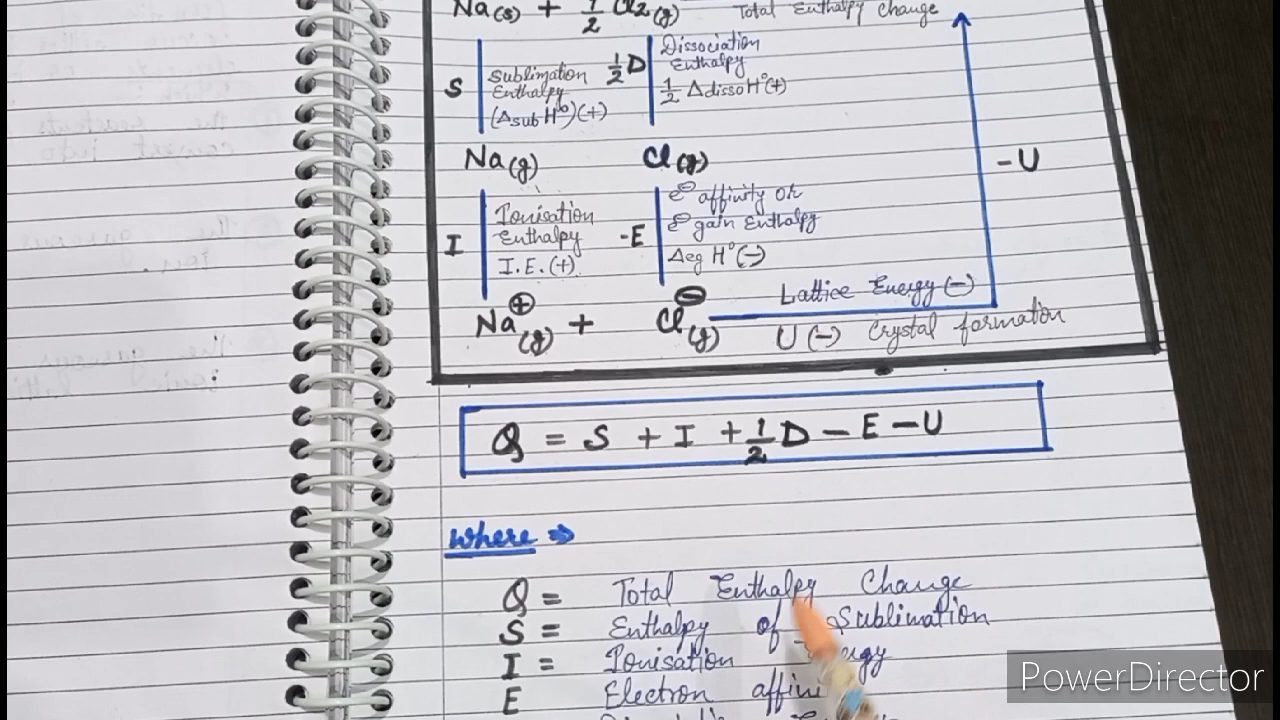 Na(s) + 1/2 Cl2(g) Total Enthalpy Change
S Sublimation Enthalpy (ΔsubH°)(+)
1/2 D Dissociation Enthalpy 1/2 ΔdissoH°(+)
Na(g) Cl(g)
- U
I Ionisation Enthalpy I.E.(+)
-E e⊖ affinity or e⊖ gain Enthalpy Δeg H°(-)
Lattice Energy (-)
Na⊕(g) + Cl⊖(g) U(-) Crystal formation
Q = S + I + 1/2 D - E - U
Where ⇒
Q = Total Enthalpy Change
S = Enthalpy of Sublimation
I = Ionisation
E Electron
PowerDirector